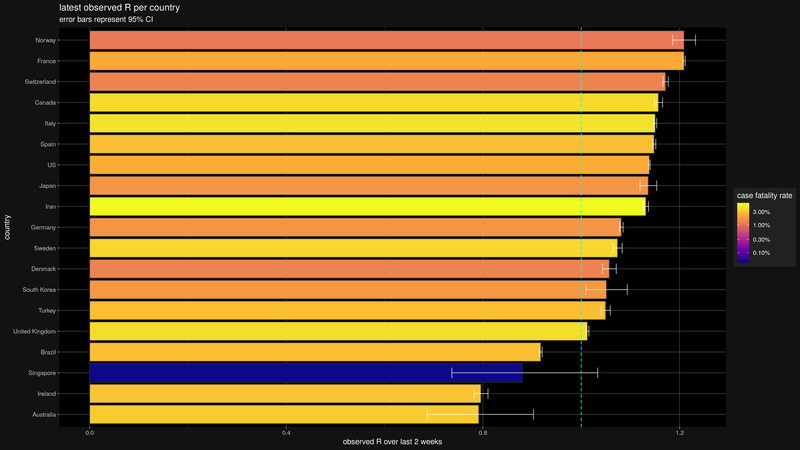 latest observed R per country
error bars represent 95% CI
country
Norway
France
Switzerland
Canada
Italy
Spain
US
Japan
Iran
Germany
Sweden
Denmark
South Korea
Turkey
United Kingdom
Brazil
Singapore
Ireland
Australia
0.0
0.4
0.8
1.2
observed R over last 2 weeks
case fatality rate
3.00%
1.00%
0.30%
0.10%